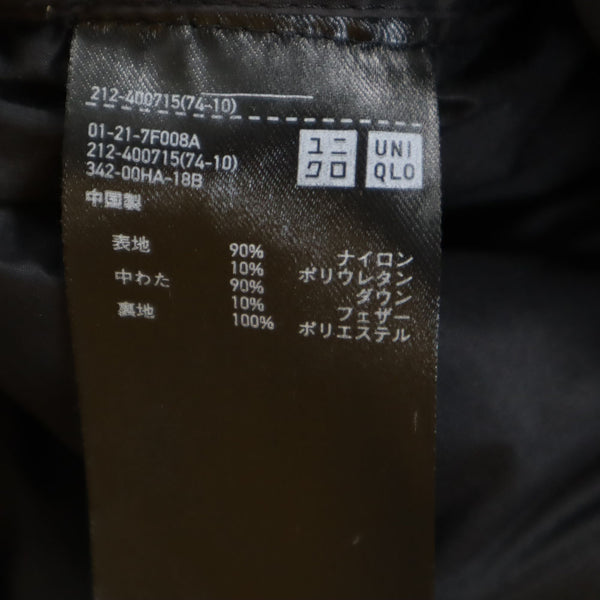 212-400715(74-10)
01-21-7F008A
212-400715(74-10)
342-00HA-18B
中国製
ユニ
クロ
UNI
QLO
表地 90% ナイロン
10% ポリウレタン
中わた 90% ダウン
10% フェザー
裏地 100% ポリエステル